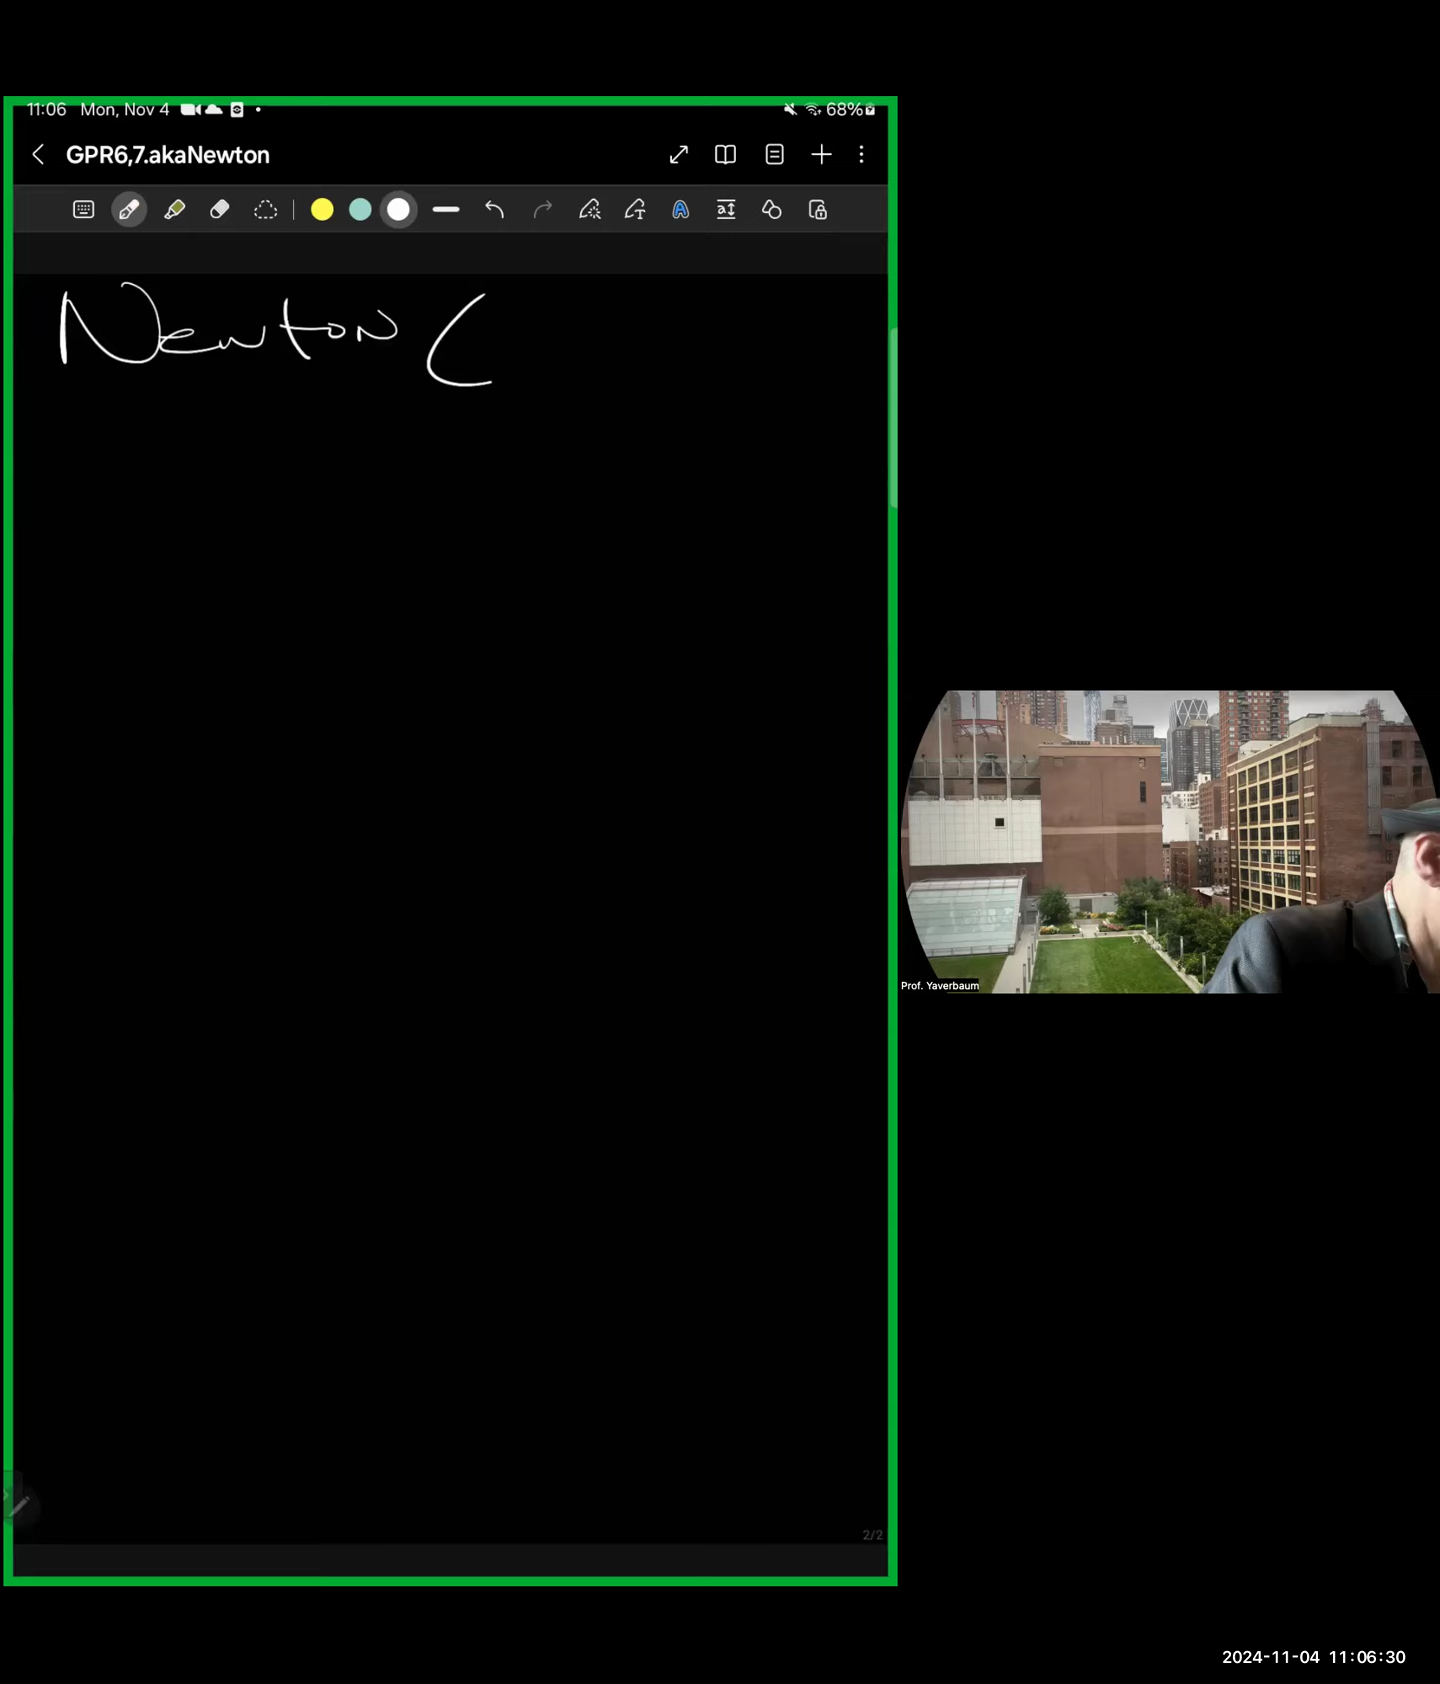 11:06 Mon, Nov 4 68%
GPR6,7.akaNewton
Newton (
Prof. Yaverbaum
2/2
2024-11-04 11:06:30